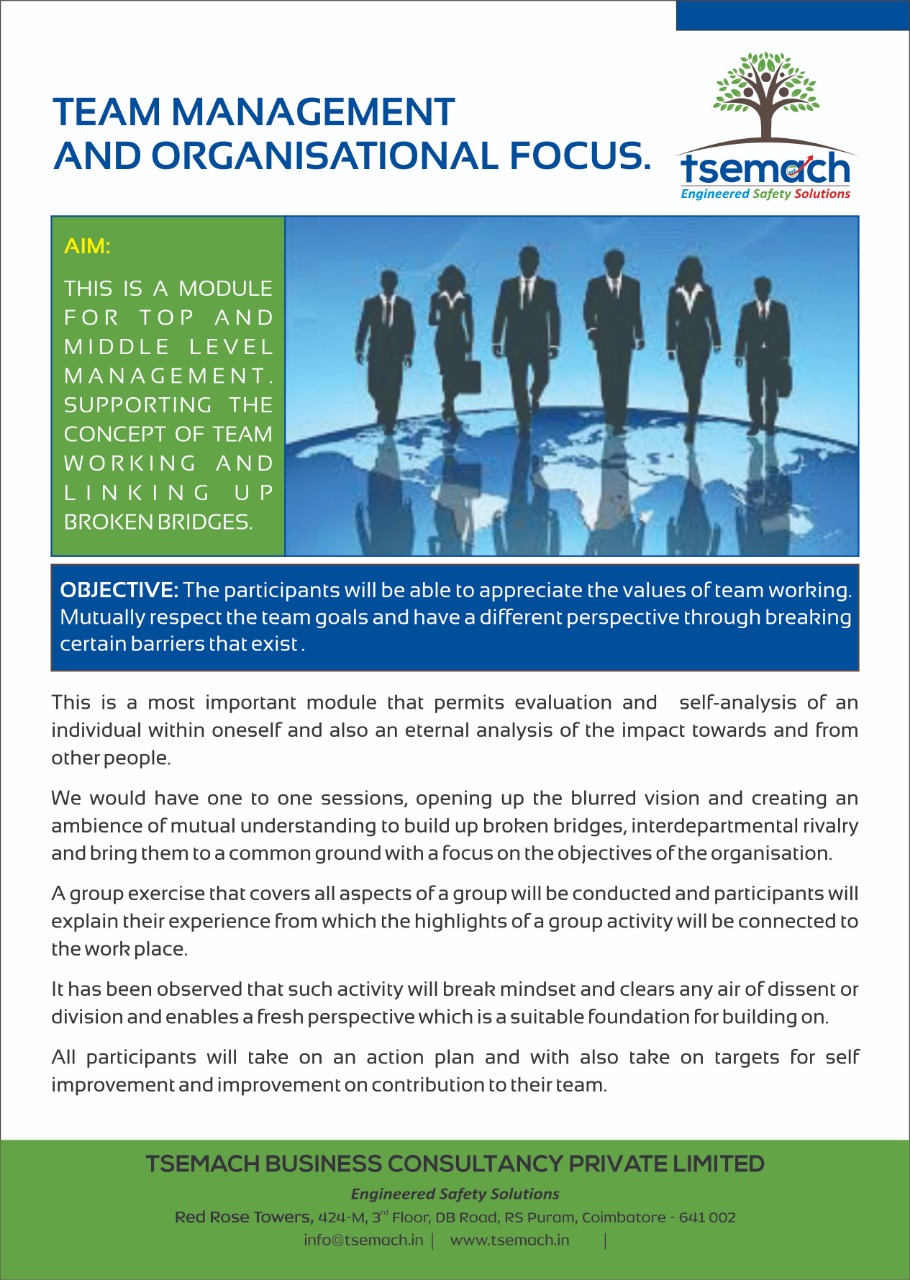 TEAM MANAGEMENT
AND ORGANISATIONAL FOCUS.
tsemach
Engineered Safety Solutions
AIM:
THIS IS A MODULE
FOR TOP AND
MIDDLE LEVEL
MANAGEMENT.
SUPPORTING THE
CONCEPT OF TEAM
WORKING AND
LINKING UP
BROKEN BRIDGES.
OBJECTIVE: The participants will be able to appreciate the values of team working.
Mutually respect the team goals and have a different perspective through breaking
certain barriers that exist .
This is a most important module that permits evaluation and self-analysis of an
individual within oneself and also an eternal analysis of the impact towards and from
other people.
We would have one to one sessions, opening up the blurred vision and creating an
ambience of mutual understanding to build up broken bridges, interdepartmental rivalry
and bring them to a common ground with a focus on the objectives of the organisation.
A group exercise that covers all aspects of a group will be conducted and participants will
explain their experience from which the highlights of a group activity will be connected to
the work place.
It has been observed that such activity will break mindset and clears any air of dissent or
division and enables a fresh perspective which is a suitable foundation for building on.
All participants will take on an action plan and with also take on targets for self
improvement and improvement on contribution to their team.
TSEMACH BUSINESS CONSULTANCY PRIVATE LIMITED
Engineered Safety Solutions
Red Rose Towers, 424-M, 3rd Floor, DB Road, RS Puram, Coimbatore - 641 002
info@tsemach.in | www.tsemach.in |